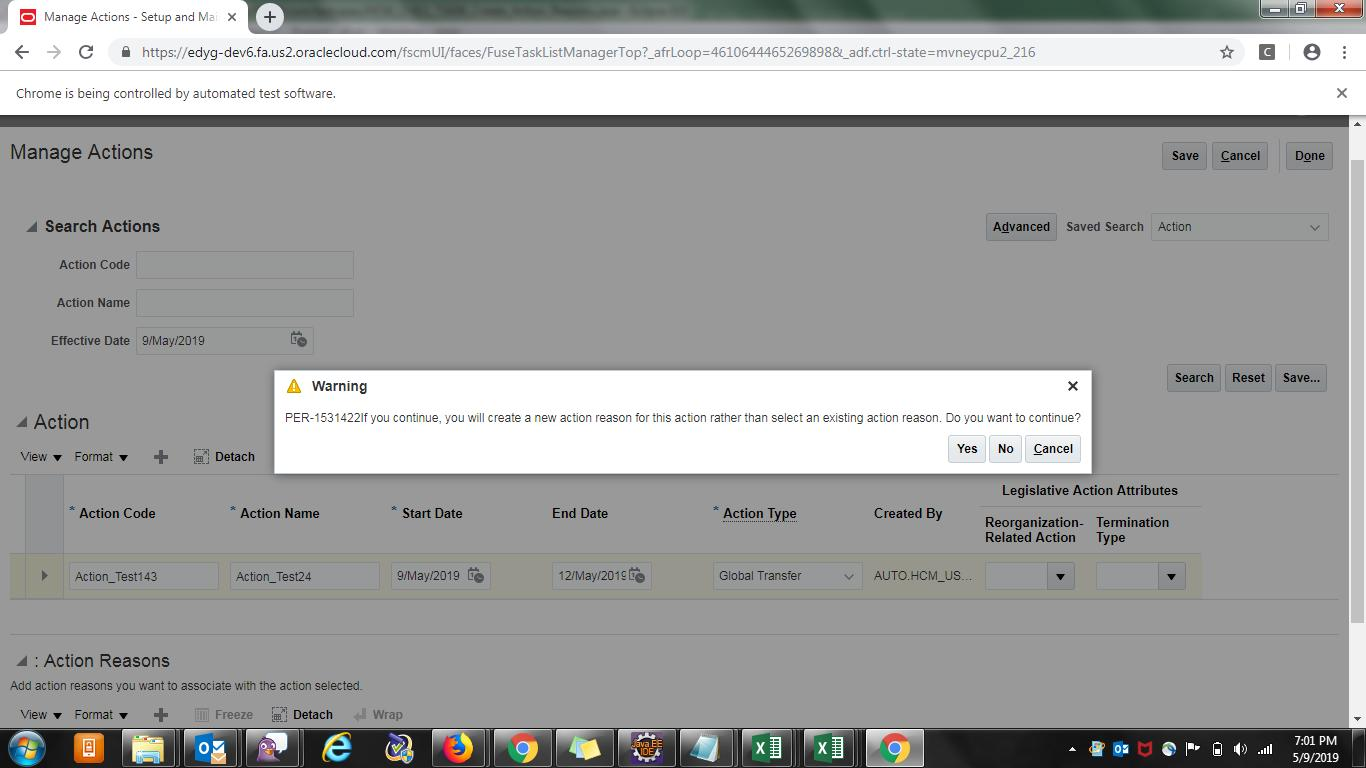 Manage Actions - Setup and Mai
https://edyg-dev6.fa.us2.oraclecloud.com/fscmUI/faces/FuseTaskListManagerTop?_afrLoop=461064446526989&_adf.ctrl-state=mvneycpu2_216
C
Chrome is being controlled by automated test software.
Manage Actions
Save Cancel Done
Search Actions
Advanced Saved Search Action
Action Code
Action Name
Effective Date 9/May/2019
Search Reset Save...
Warning
PER-1531422If you continue, you will create a new action reason for this action rather than select an existing action reason. Do you want to continue?
Yes No Cancel
Action
View Format Detach
Legislative Action Attributes
* Action Code * Action Name * Start Date End Date * Action Type Created By Reorganization-Related Action Termination Type
Action_Test143 Action_Test24 9/May/2019 12/May/2019 Global Transfer AUTO.HCM_US...
: Action Reasons
Add action reasons you want to associate with the action selected.
View Format Freeze Detach Wrap
Java EE
IDE
7:01 PM
5/9/2019